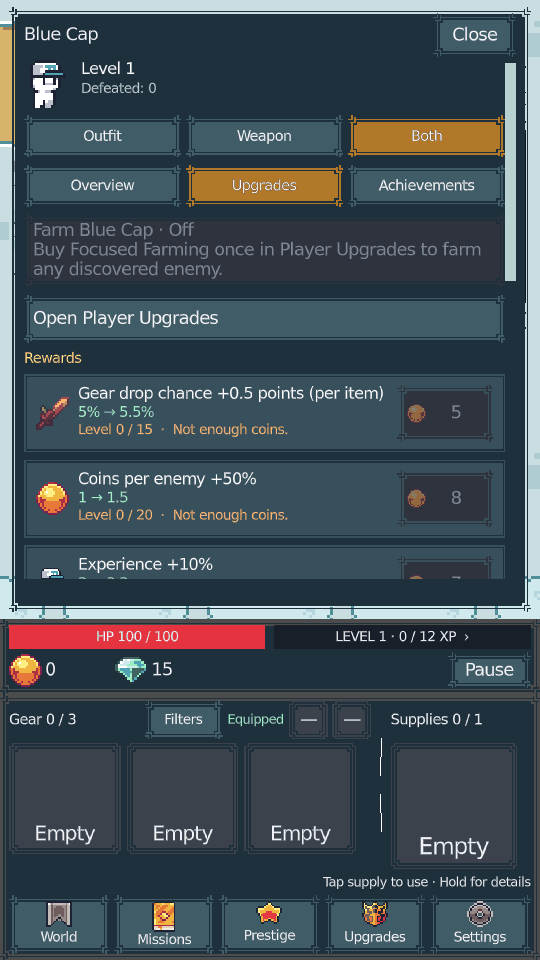 Blue Cap
Close
Level 1
Defeated: 0
Outfit
Weapon
Both
Overview
Upgrades
Achievements
Farm Blue Cap · Off
Buy Focused Farming once in Player Upgrades to farm
any discovered enemy.
Open Player Upgrades
Rewards
Gear drop chance +0.5 points (per item)
5% → 5.5%
Level 0 / 15 · Not enough coins.
5
Coins per enemy +50%
1 → 1.5
Level 0 / 20 · Not enough coins.
8
Experience +10%
HP 100 / 100
LEVEL 1 · 0 / 12 XP ›
0
15
Pause
Gear 0 / 3
Filters
Equipped
—
—
Supplies 0 / 1
Empty
Empty
Empty
Empty
Tap supply to use · Hold for details
World
Missions
Prestige
Upgrades
Settings